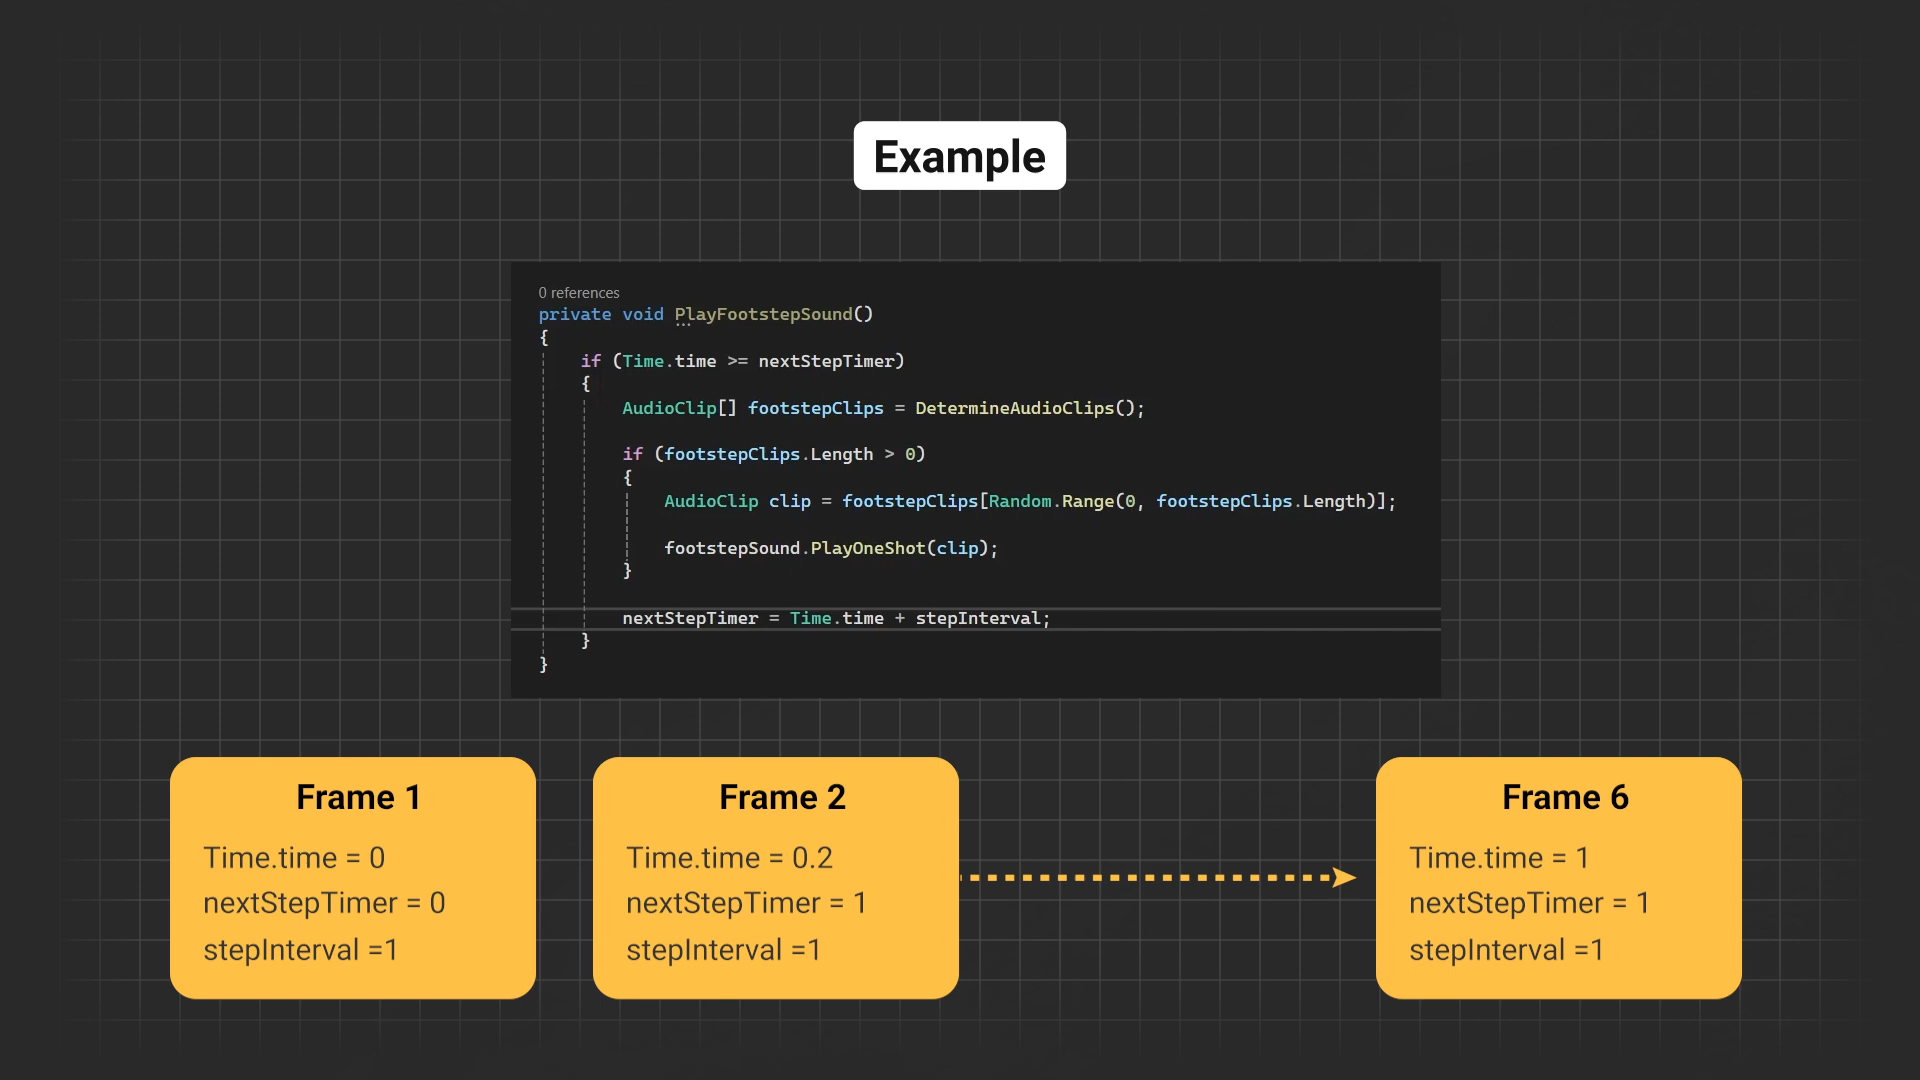 Example
0 references
private void PlayFootstepSound()
{
if (Time.time >= nextStepTimer)
{
AudioClip[] footstepClips = DetermineAudioClips();
if (footstepClips.Length > 0)
{
AudioClip clip = footstepClips[Random.Range(0, footstepClips.Length)];
footstepSound.PlayOneShot(clip);
}
nextStepTimer = Time.time + stepInterval;
}
}
Frame 1
Time.time = 0
nextStepTimer = 0
stepInterval =1
Frame 2
Time.time = 0.2
nextStepTimer = 1
stepInterval =1
Frame 6
Time.time = 1
nextStepTimer = 1
stepInterval =1